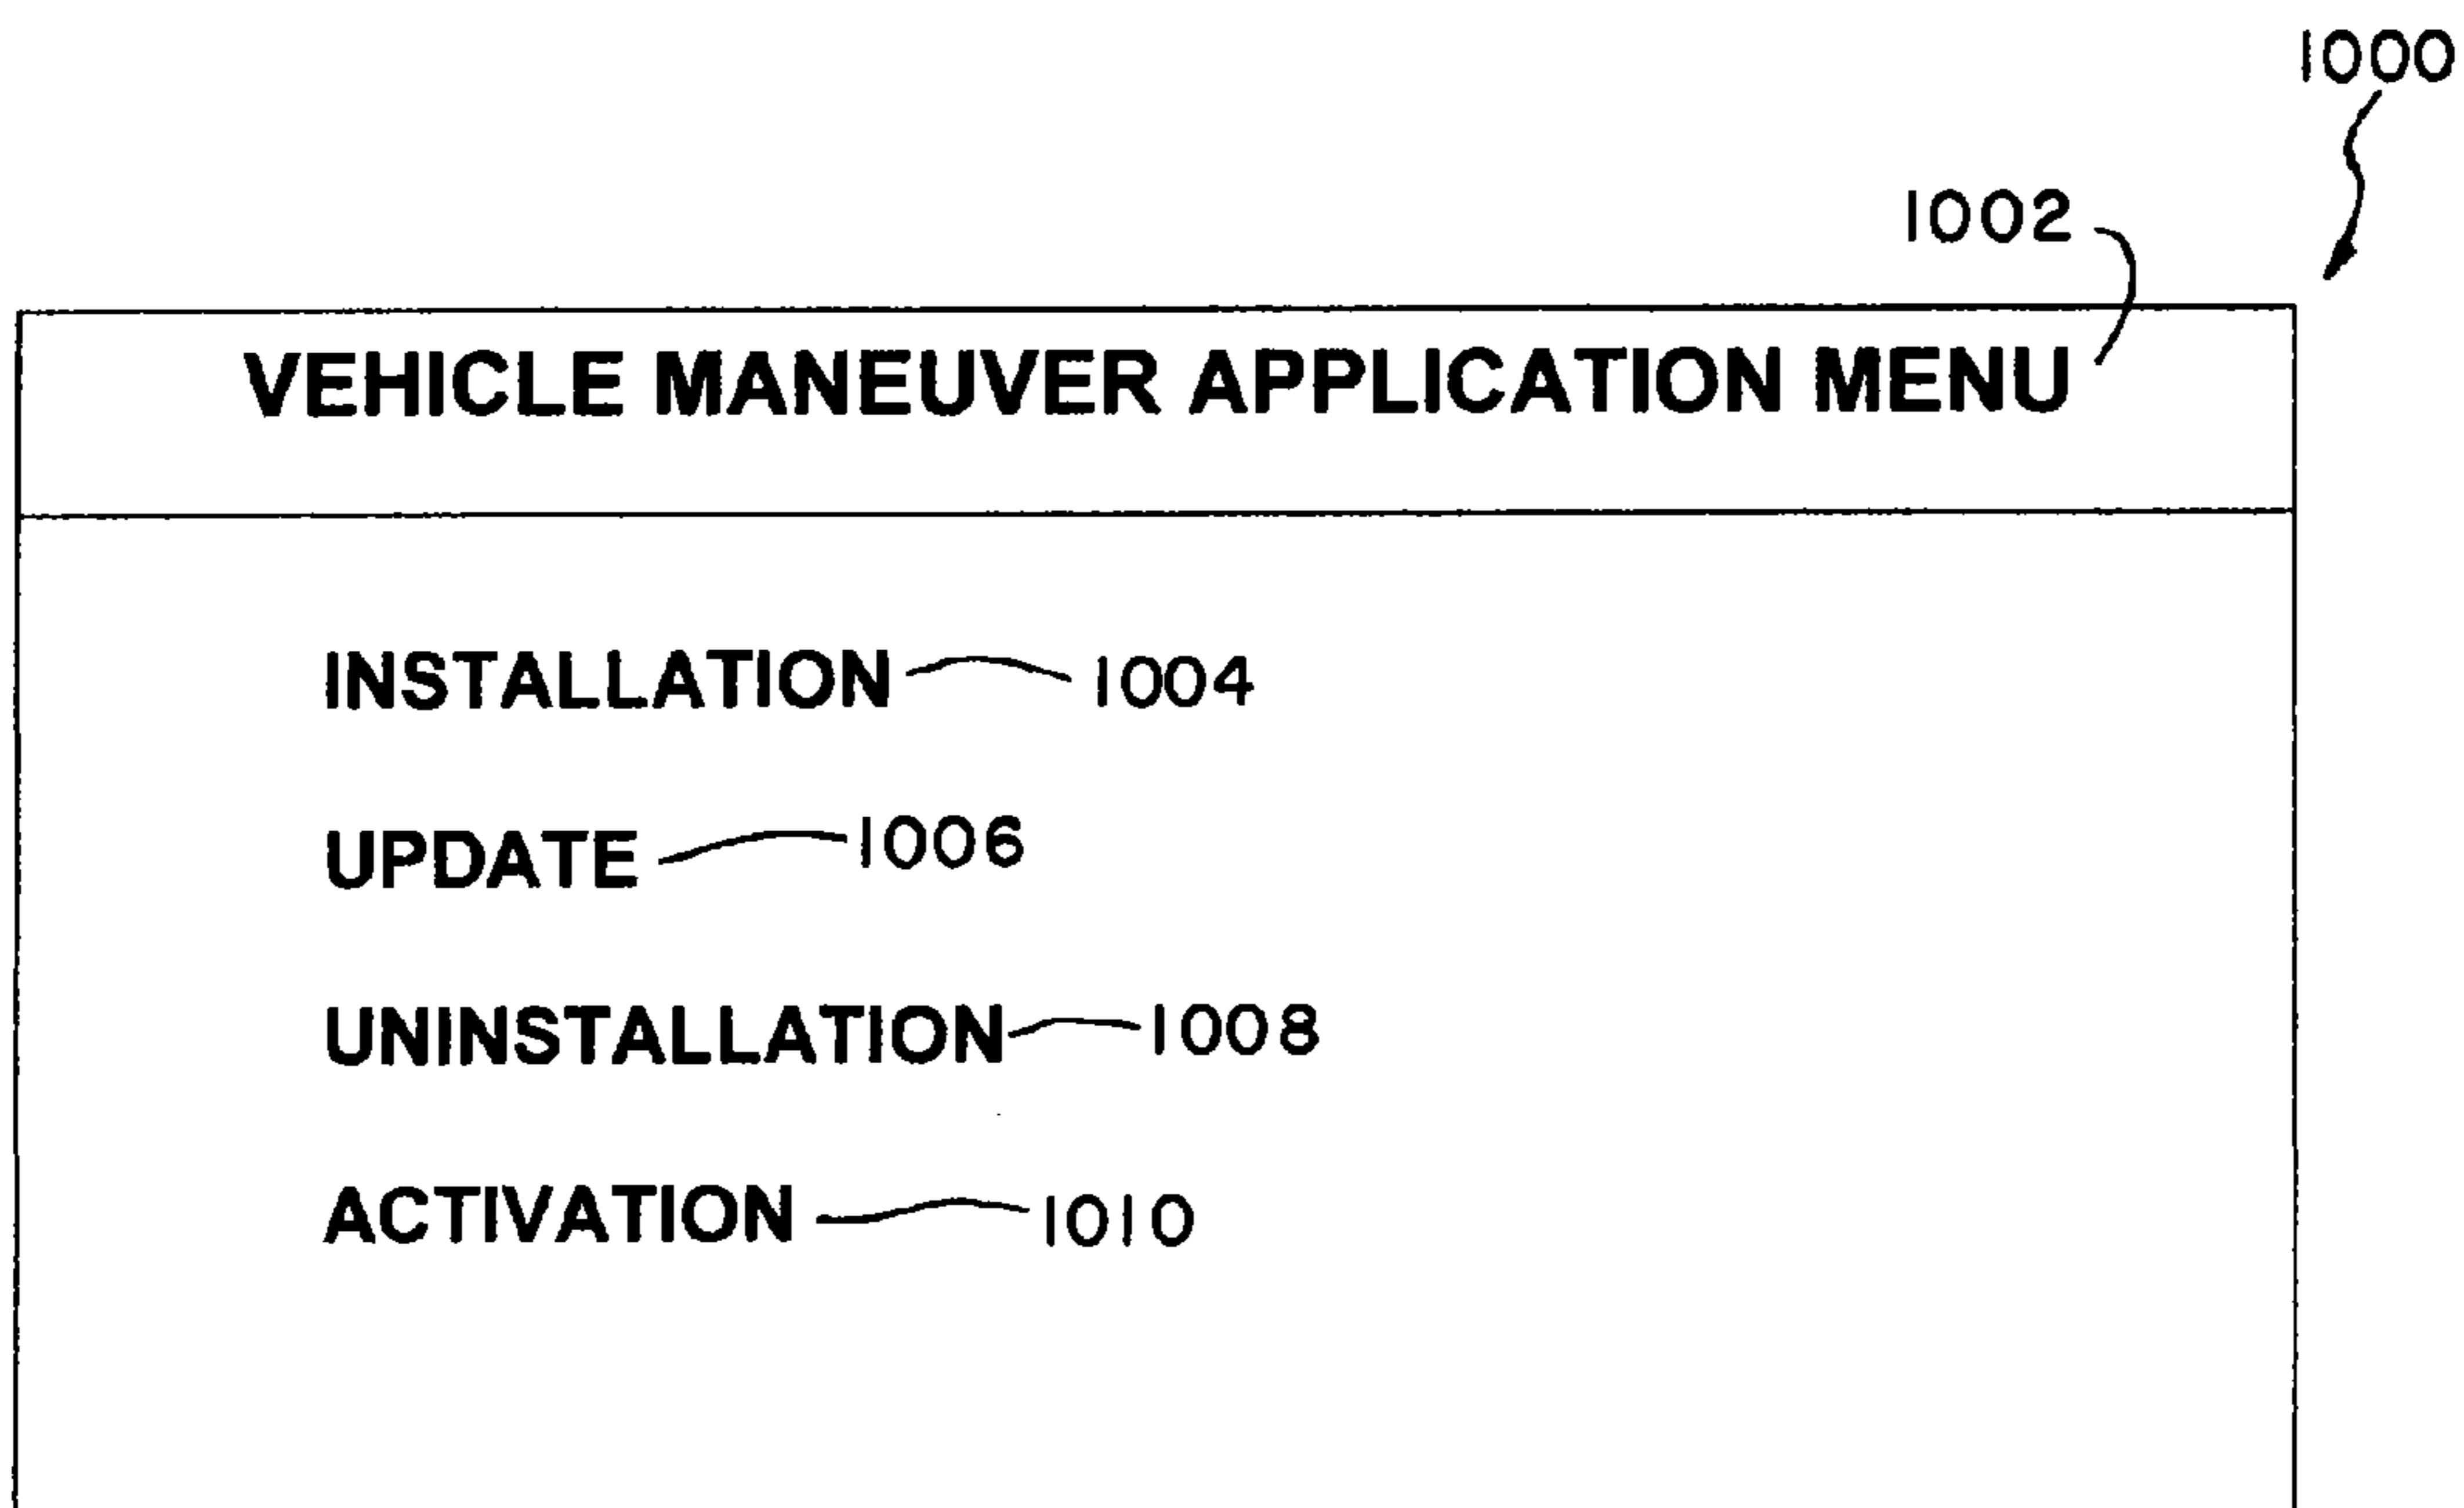 1000
1002
VEHICLE MANEUVER APPLICATION MENU
INSTALLATION 1004
UPDATE 1006
UNINSTALLATION 1008
ACTIVATION 1010